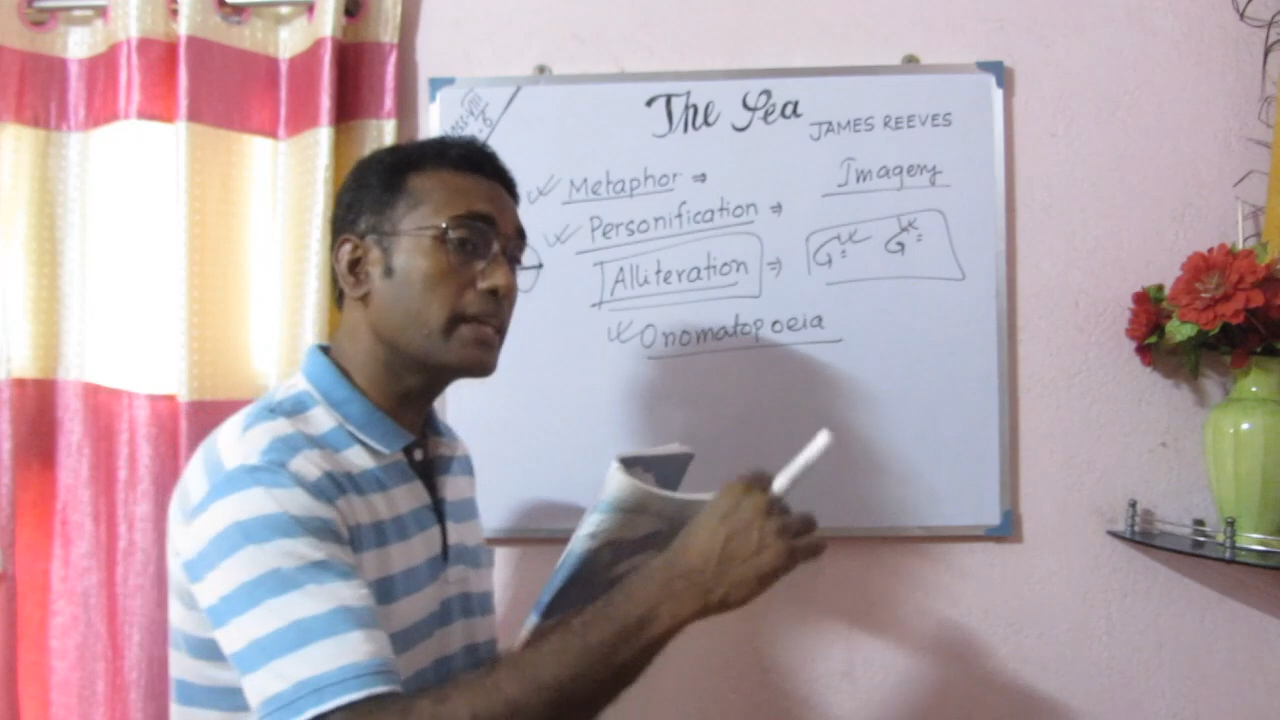 The Sea
JAMES REEVES
Metaphor ⇒
Imagery
Personification ⇒
Alliteration ⇒
G G
Onomatopoeia